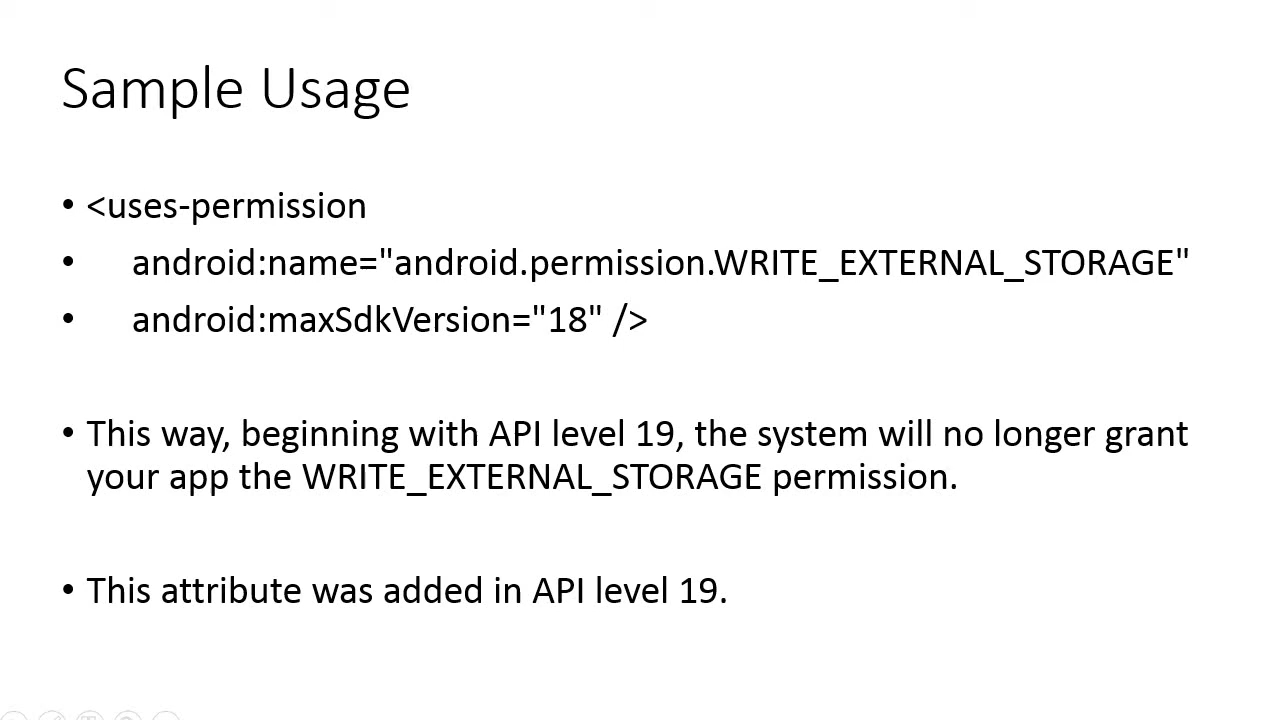 Sample Usage
• <uses-permission
• android:name="android.permission.WRITE_EXTERNAL_STORAGE"
• android:maxSdkVersion="18" />
• This way, beginning with API level 19, the system will no longer grant
your app the WRITE_EXTERNAL_STORAGE permission.
• This attribute was added in API level 19.